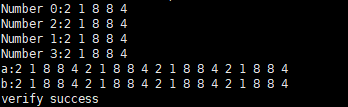 Number 0:2 1 8 8 4
Number 2:2 1 8 8 4
Number 1:2 1 8 8 4
Number 3:2 1 8 8 4
a:2 1 8 8 4 2 1 8 8 4 2 1 8 8 4 2 1 8 8 4
b:2 1 8 8 4 2 1 8 8 4 2 1 8 8 4 2 1 8 8 4
verify success